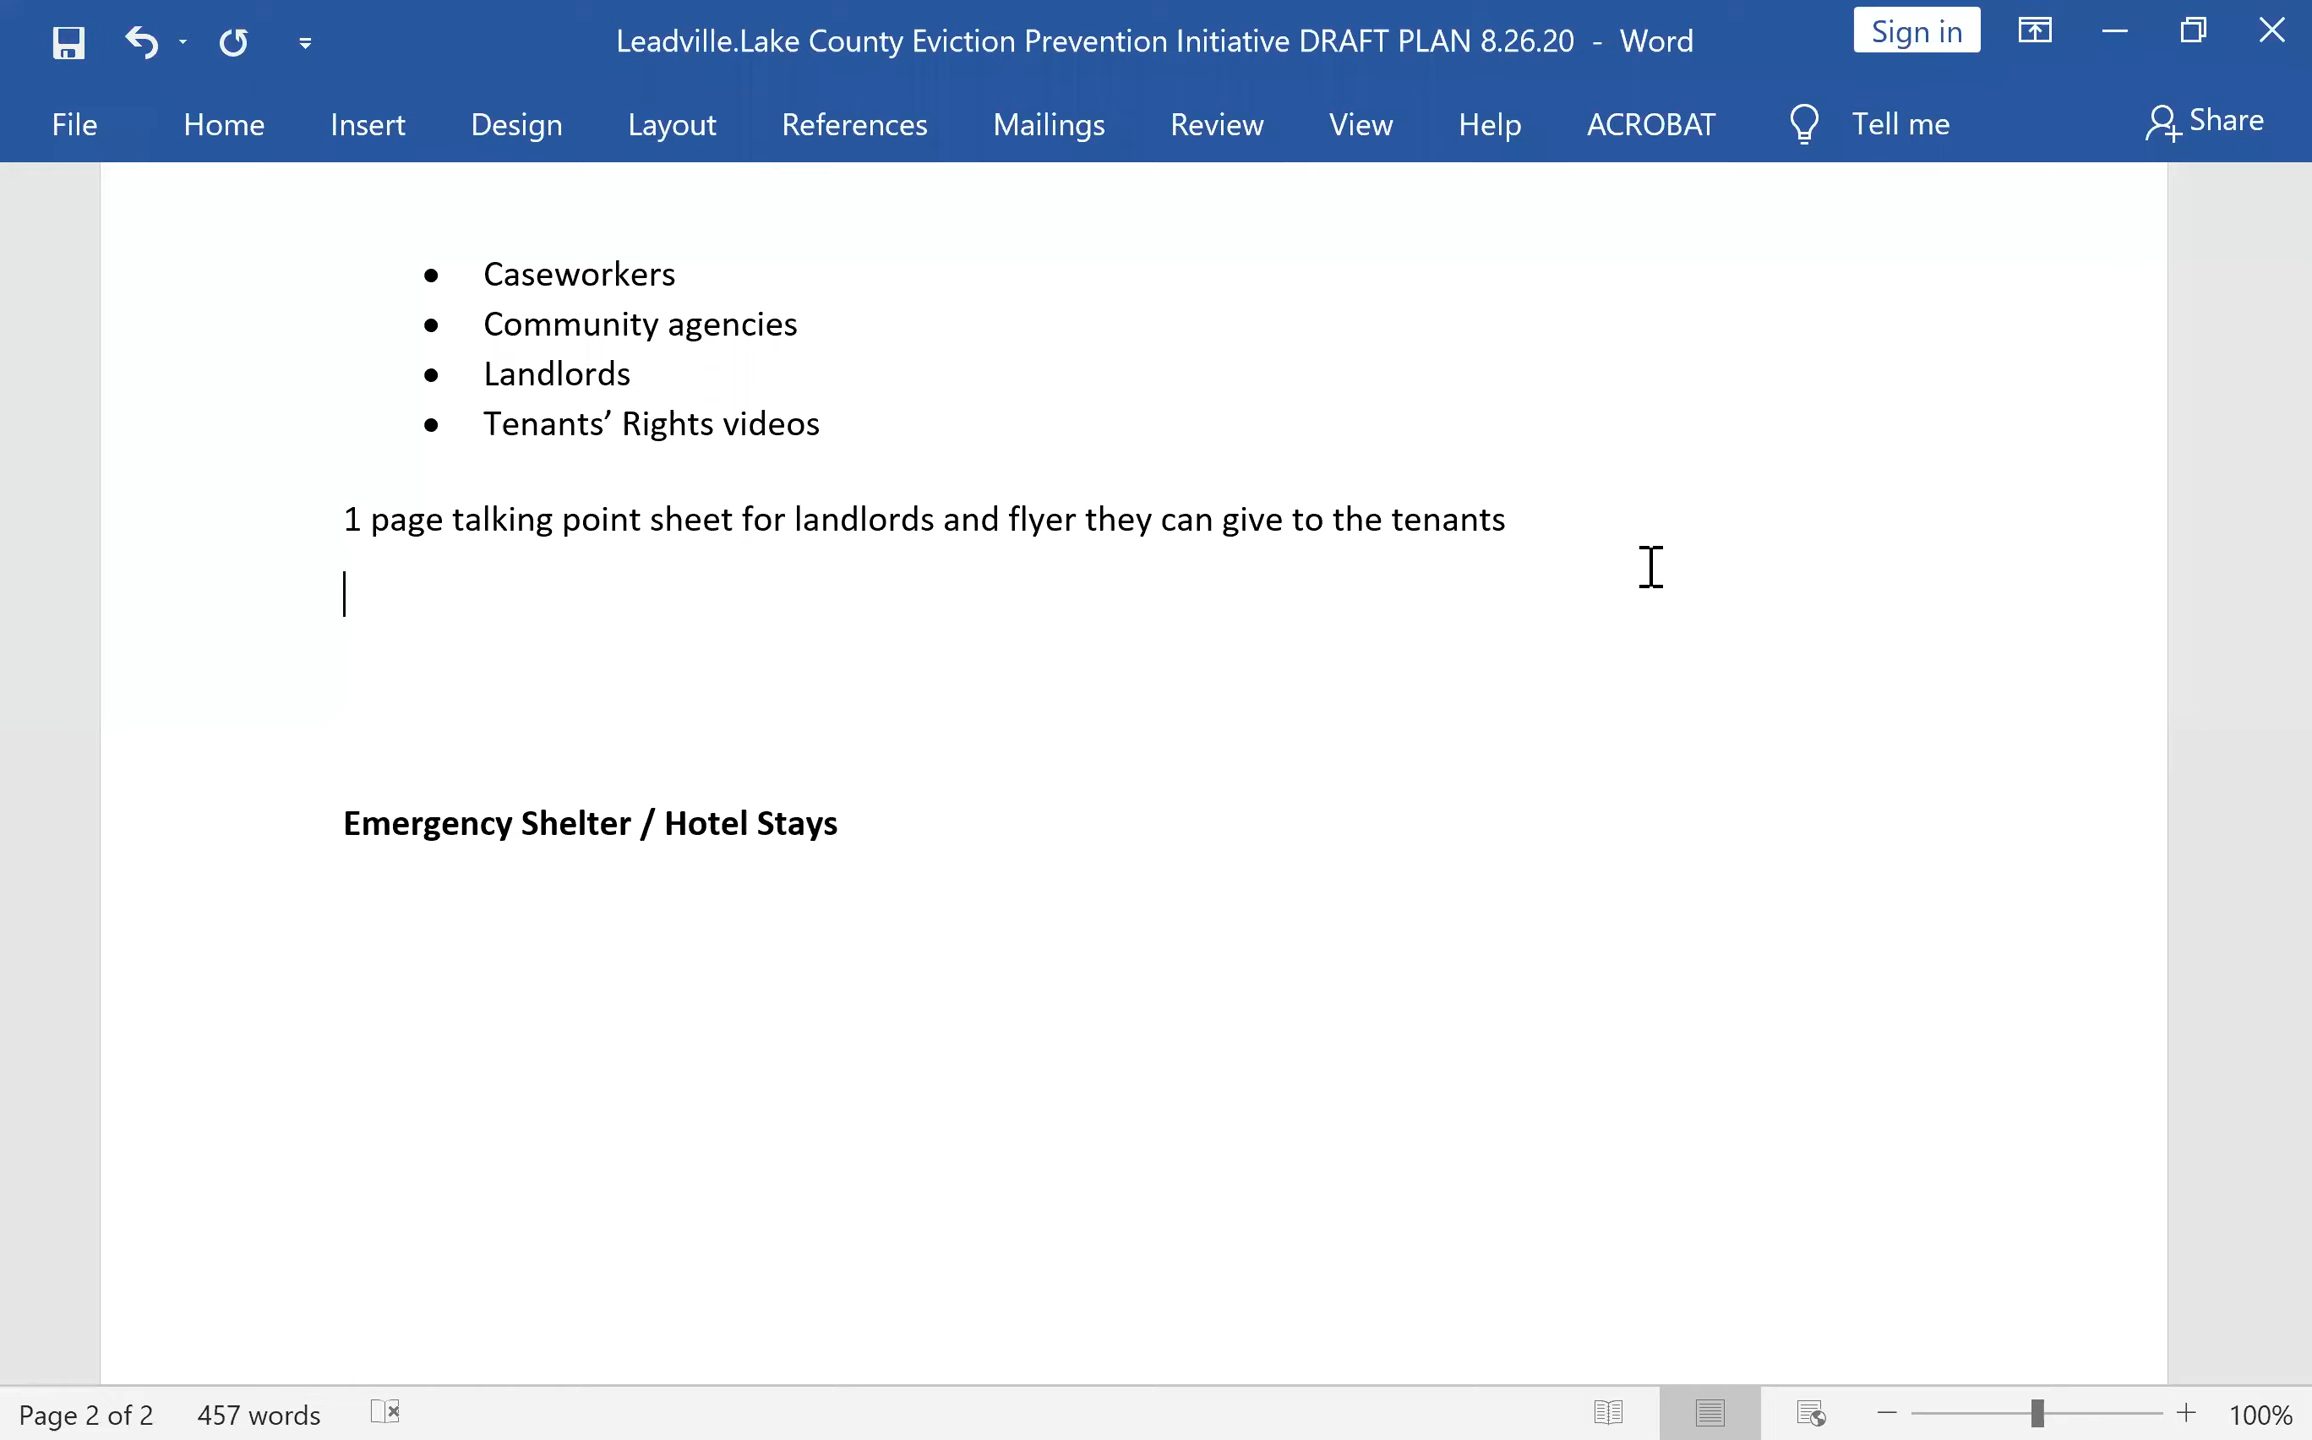 Leadville.Lake County Eviction Prevention Initiative DRAFT PLAN 8.26.20 - Word
Sign in
File Home Insert Design Layout References Mailings Review View Help ACROBAT Tell me Share
• Caseworkers
• Community agencies
• Landlords
• Tenants’ Rights videos
1 page talking point sheet for landlords and flyer they can give to the tenants
Emergency Shelter / Hotel Stays
Page 2 of 2 457 words 100%